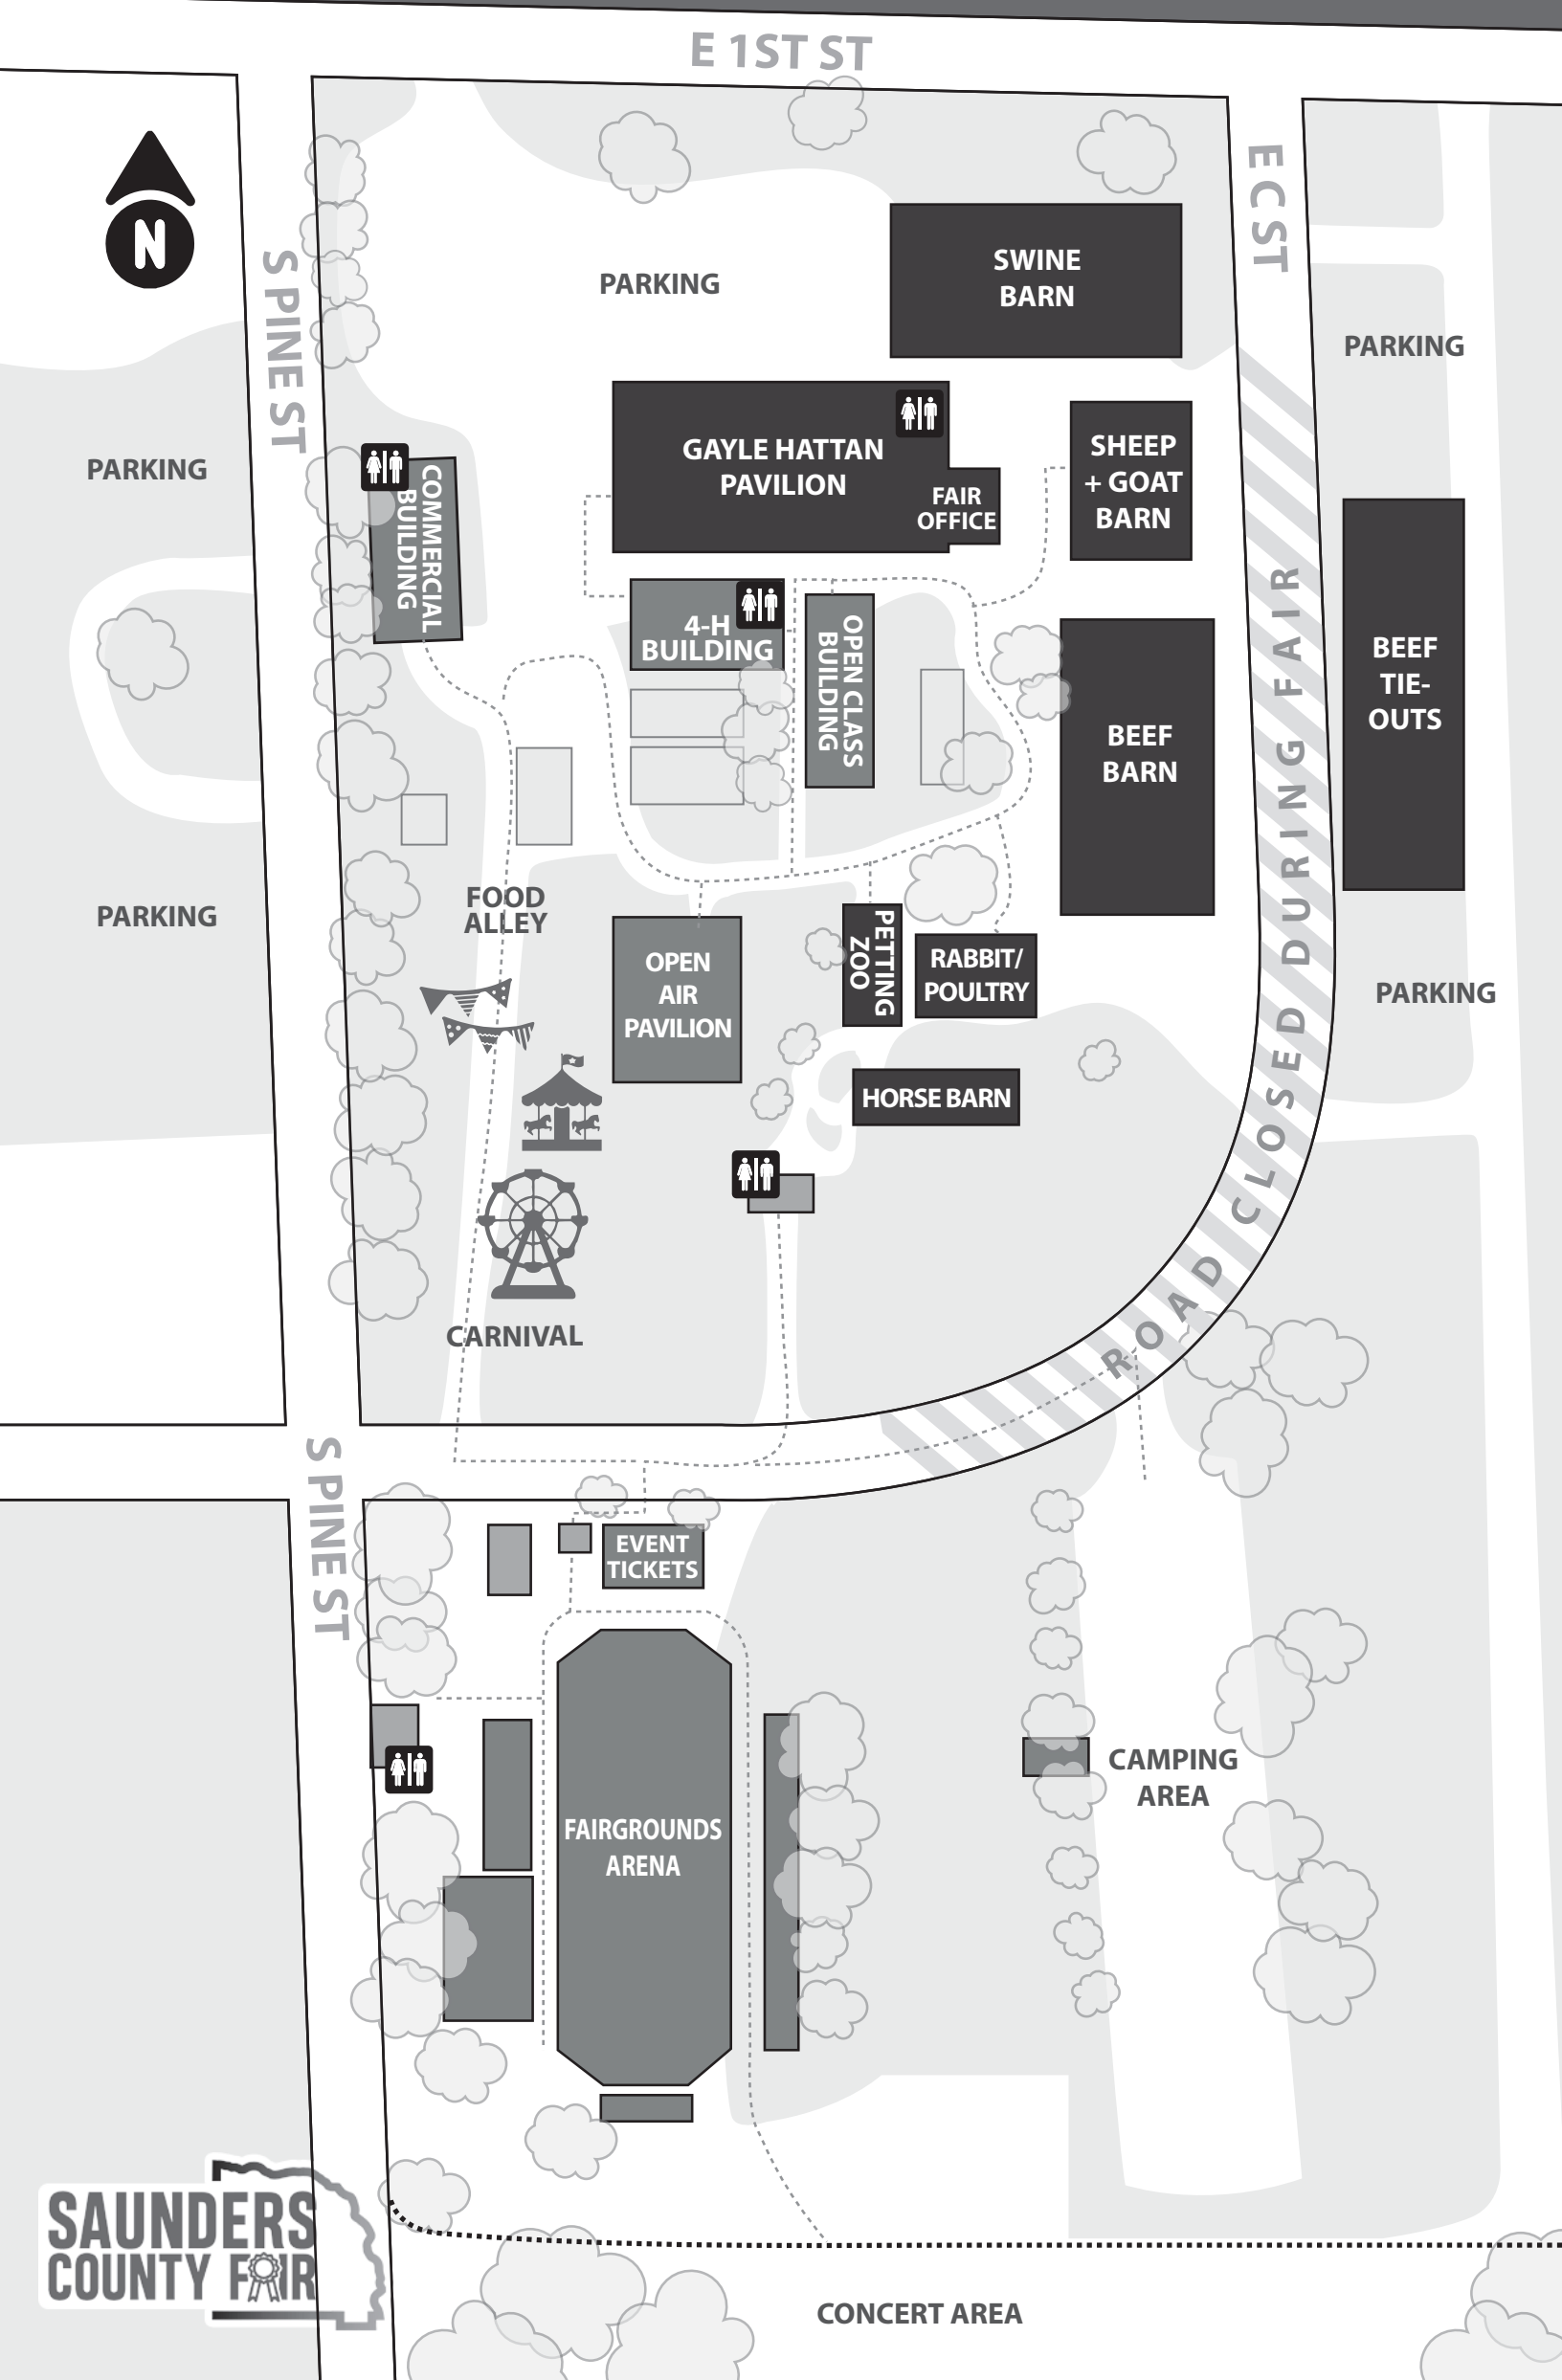 E 1ST ST
N
S PINE ST
E C ST
PARKING
SWINE
BARN
PARKING
PARKING
GAYLE HATTAN
PAVILION
FAIR
OFFICE
SHEEP
+ GOAT
BARN
COMMERCIAL
BUILDING
4-H
BUILDING
OPEN CLASS
BUILDING
BEEF
BARN
BEEF
TIE-
OUTS
ROAD CLOSED DURING FAIR
PARKING
FOOD
ALLEY
OPEN
AIR
PAVILION
PETTING
ZOO
RABBIT/
POULTRY
PARKING
HORSE BARN
CARNIVAL
S PINE ST
EVENT
TICKETS
FAIRGROUNDS
ARENA
CAMPING
AREA
SAUNDERS
COUNTY FAIR
CONCERT AREA